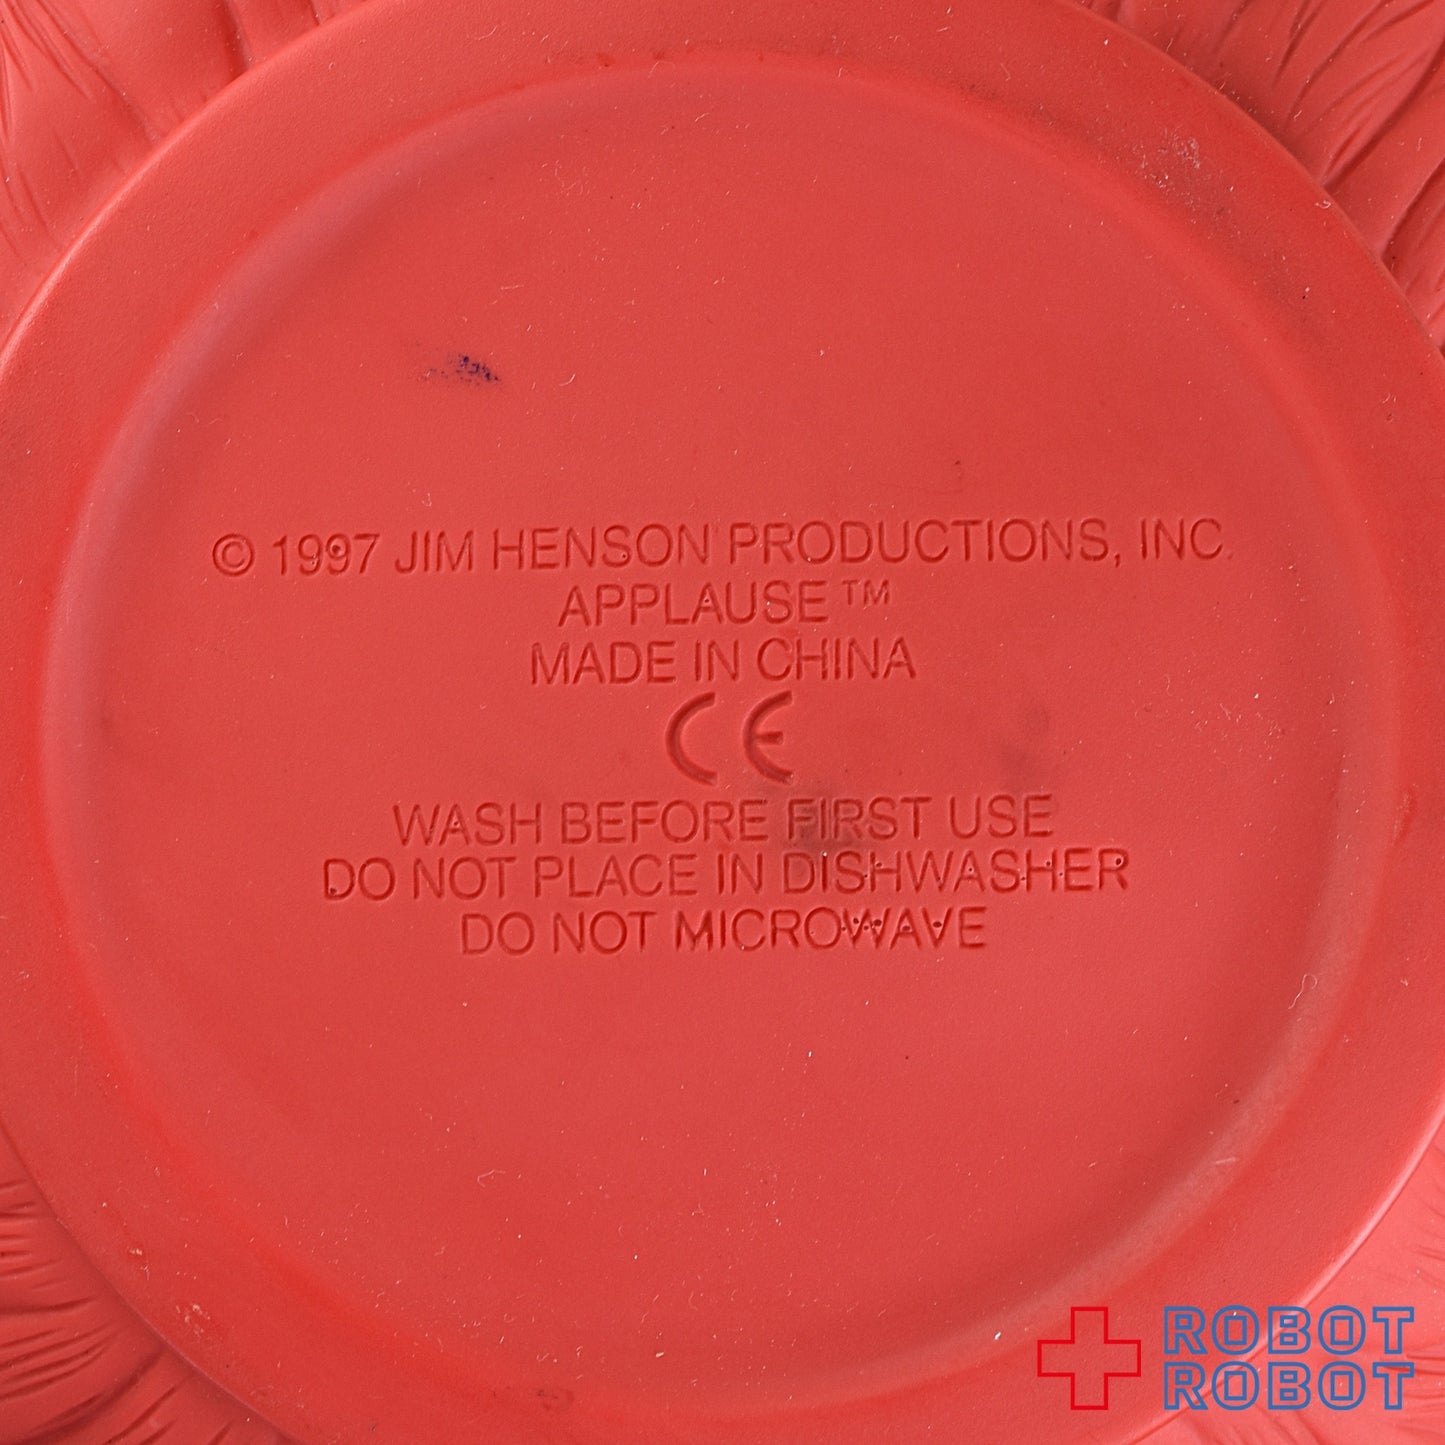 © 1997 JIM HENSON PRODUCTIONS, INC.
APPLAUSE™
MADE IN CHINA
CE
WASH BEFORE FIRST USE
DO NOT PLACE IN DISHWASHER
DO NOT MICROWAVE
ROBOT
ROBOT